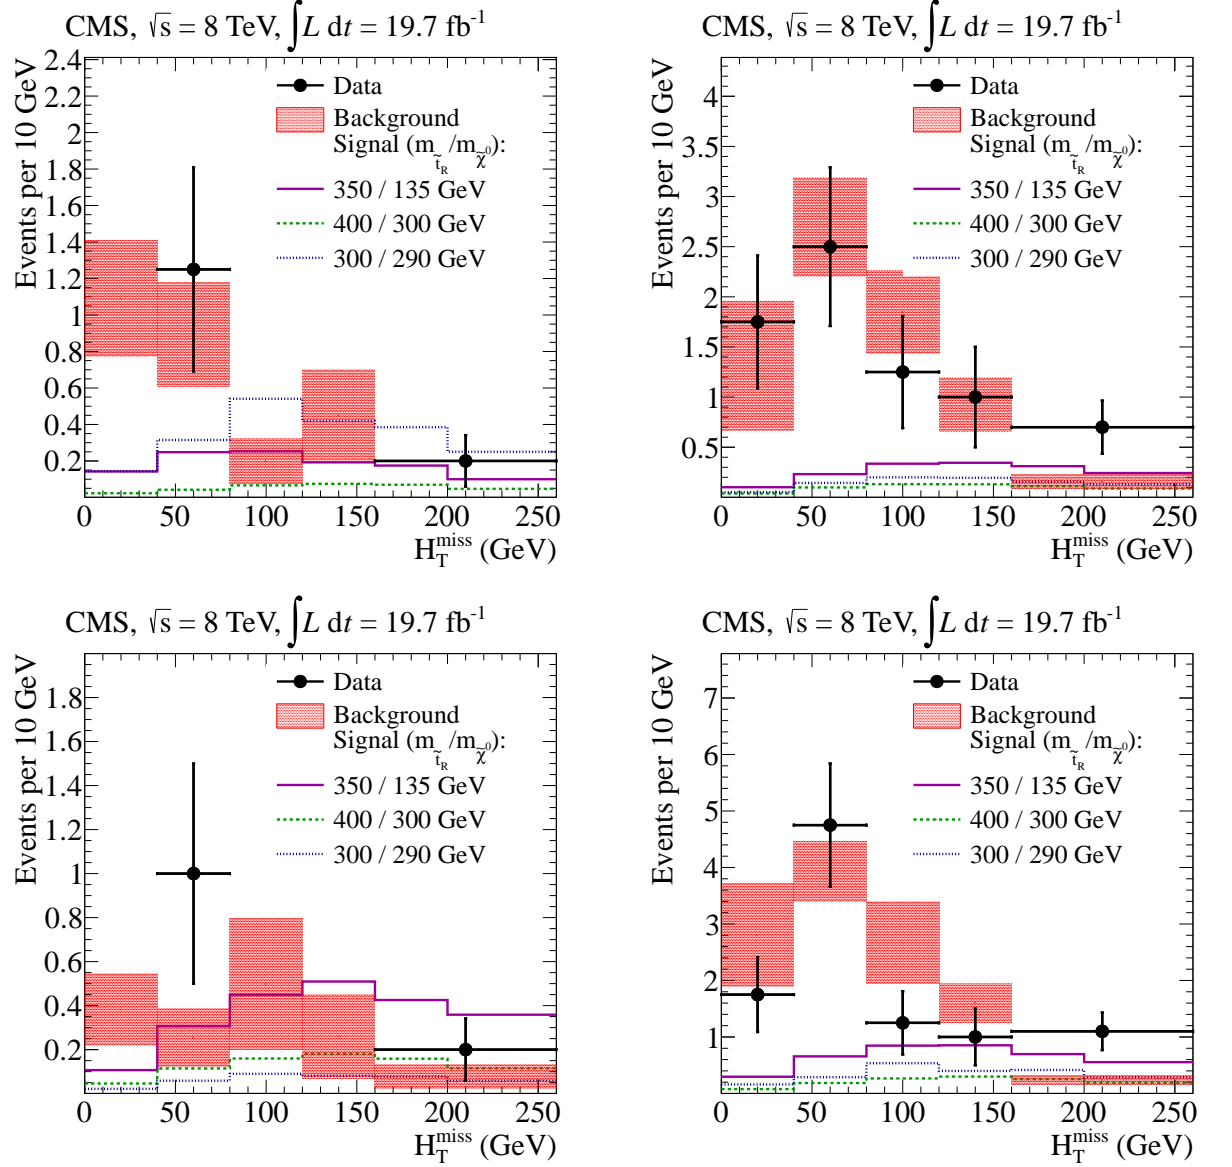 CMS, √s = 8 TeV, ∫L dt = 19.7 fb⁻¹
Events per 10 GeV
2.4
2.2
2
1.8
1.6
1.4
1.2
1
0.8
0.6
0.4
0.2
Data
Background
Signal (m_t̃_R/m_χ̃⁰):
350 / 135 GeV
400 / 300 GeV
300 / 290 GeV
0 50 100 150 200 250
H_T^miss (GeV)
CMS, √s = 8 TeV, ∫L dt = 19.7 fb⁻¹
Events per 10 GeV
4
3.5
3
2.5
2
1.5
1
0.5
Data
Background
Signal (m_t̃_R/m_χ̃⁰):
350 / 135 GeV
400 / 300 GeV
300 / 290 GeV
0 50 100 150 200 250
H_T^miss (GeV)
CMS, √s = 8 TeV, ∫L dt = 19.7 fb⁻¹
Events per 10 GeV
1.8
1.6
1.4
1.2
1
0.8
0.6
0.4
0.2
Data
Background
Signal (m_t̃_R/m_χ̃⁰):
350 / 135 GeV
400 / 300 GeV
300 / 290 GeV
0 50 100 150 200 250
H_T^miss (GeV)
CMS, √s = 8 TeV, ∫L dt = 19.7 fb⁻¹
Events per 10 GeV
7
6
5
4
3
2
1
Data
Background
Signal (m_t̃_R/m_χ̃⁰):
350 / 135 GeV
400 / 300 GeV
300 / 290 GeV
0 50 100 150 200 250
H_T^miss (GeV)